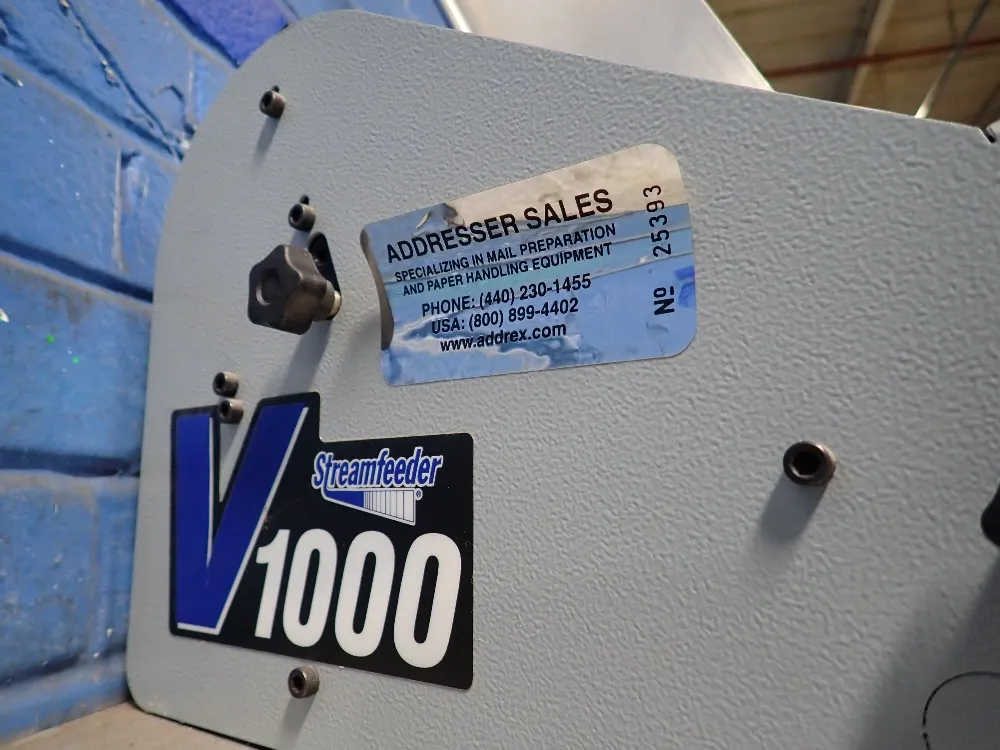 ADDRESSER SALES
SPECIALIZING IN MAIL PREPARATION
AND PAPER HANDLING EQUIPMENT
PHONE: (440) 230-1455
USA: (800) 899-4402
www.addrex.com
Nº 25393
Streamfeeder®
V1000